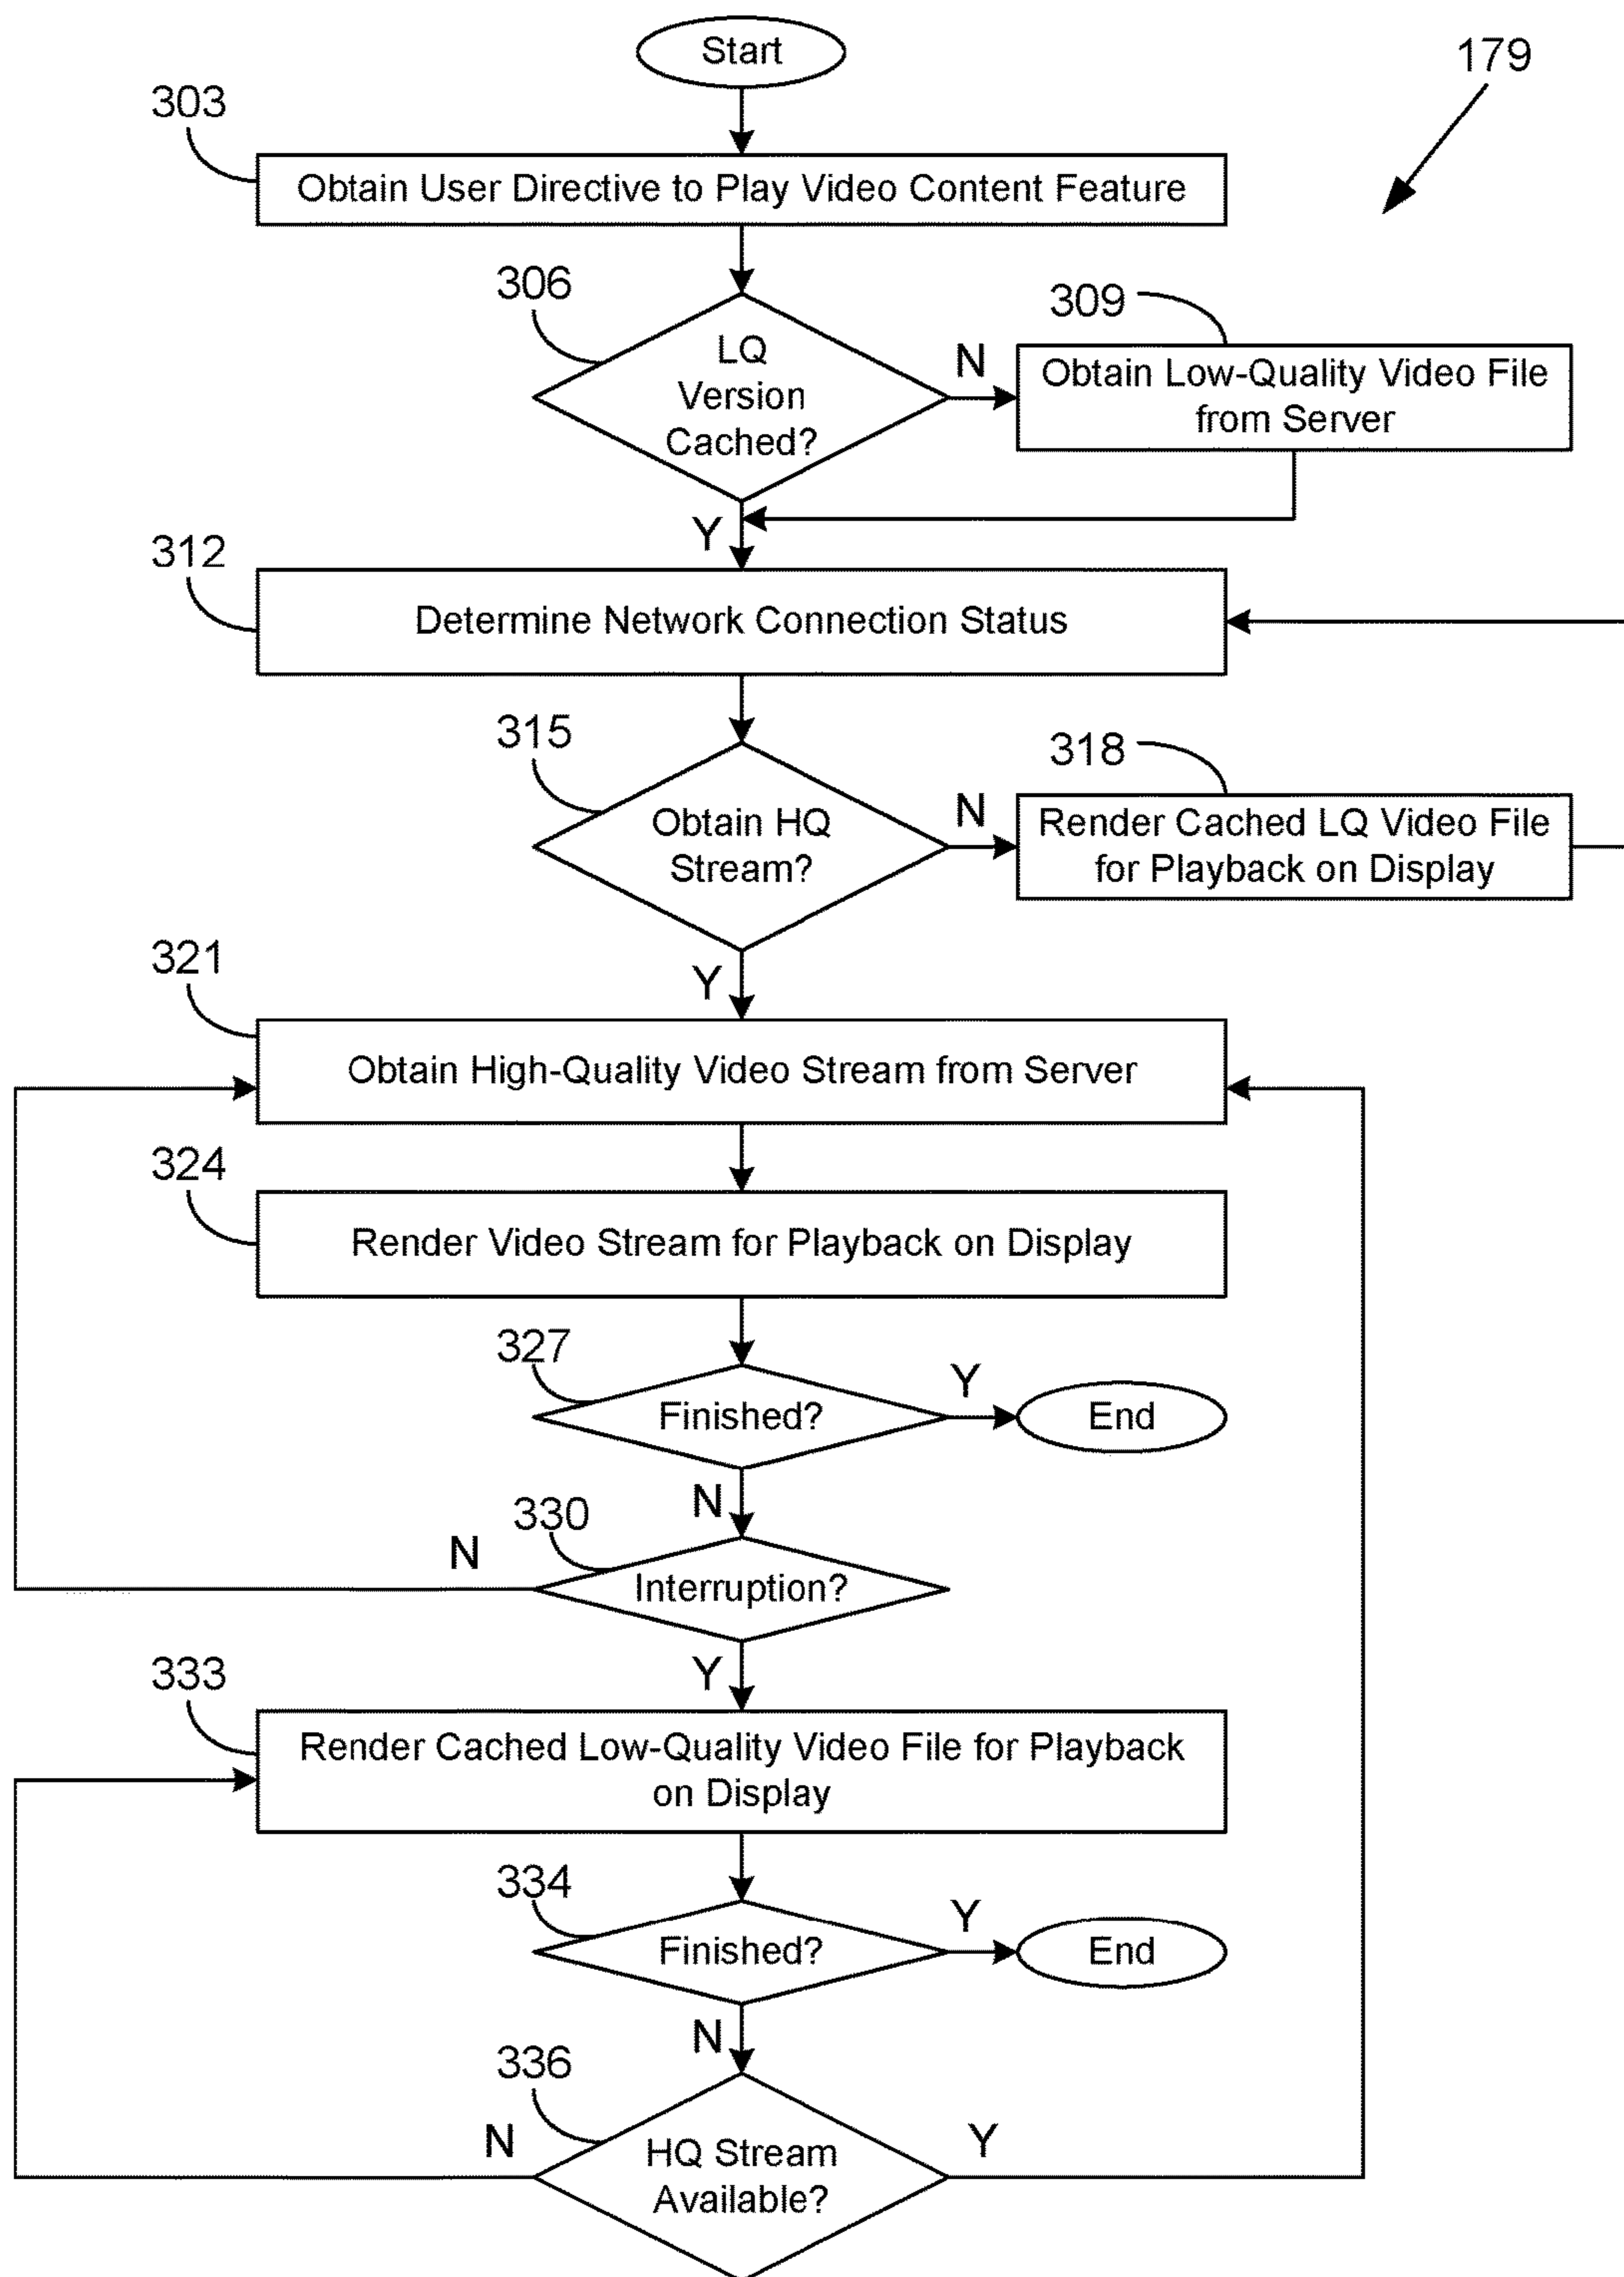 Start
179
303
Obtain User Directive to Play Video Content Feature
306
LQ
Version
Cached?
N
309
Obtain Low-Quality Video File
from Server
Y
312
Determine Network Connection Status
315
Obtain HQ
Stream?
N
318
Render Cached LQ Video File
for Playback on Display
Y
321
Obtain High-Quality Video Stream from Server
324
Render Video Stream for Playback on Display
327
Finished?
Y
End
N
330
Interruption?
N
Y
333
Render Cached Low-Quality Video File for Playback
on Display
334
Finished?
Y
End
N
336
HQ Stream
Available?
N
Y